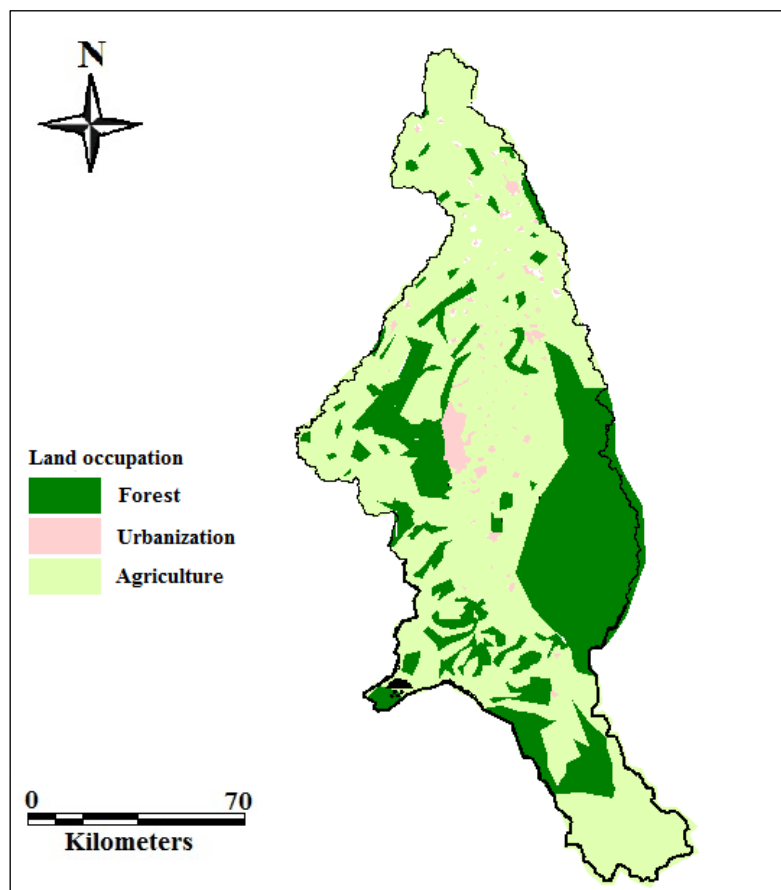 N
Land occupation
Forest
Urbanization
Agriculture
0 70
Kilometers